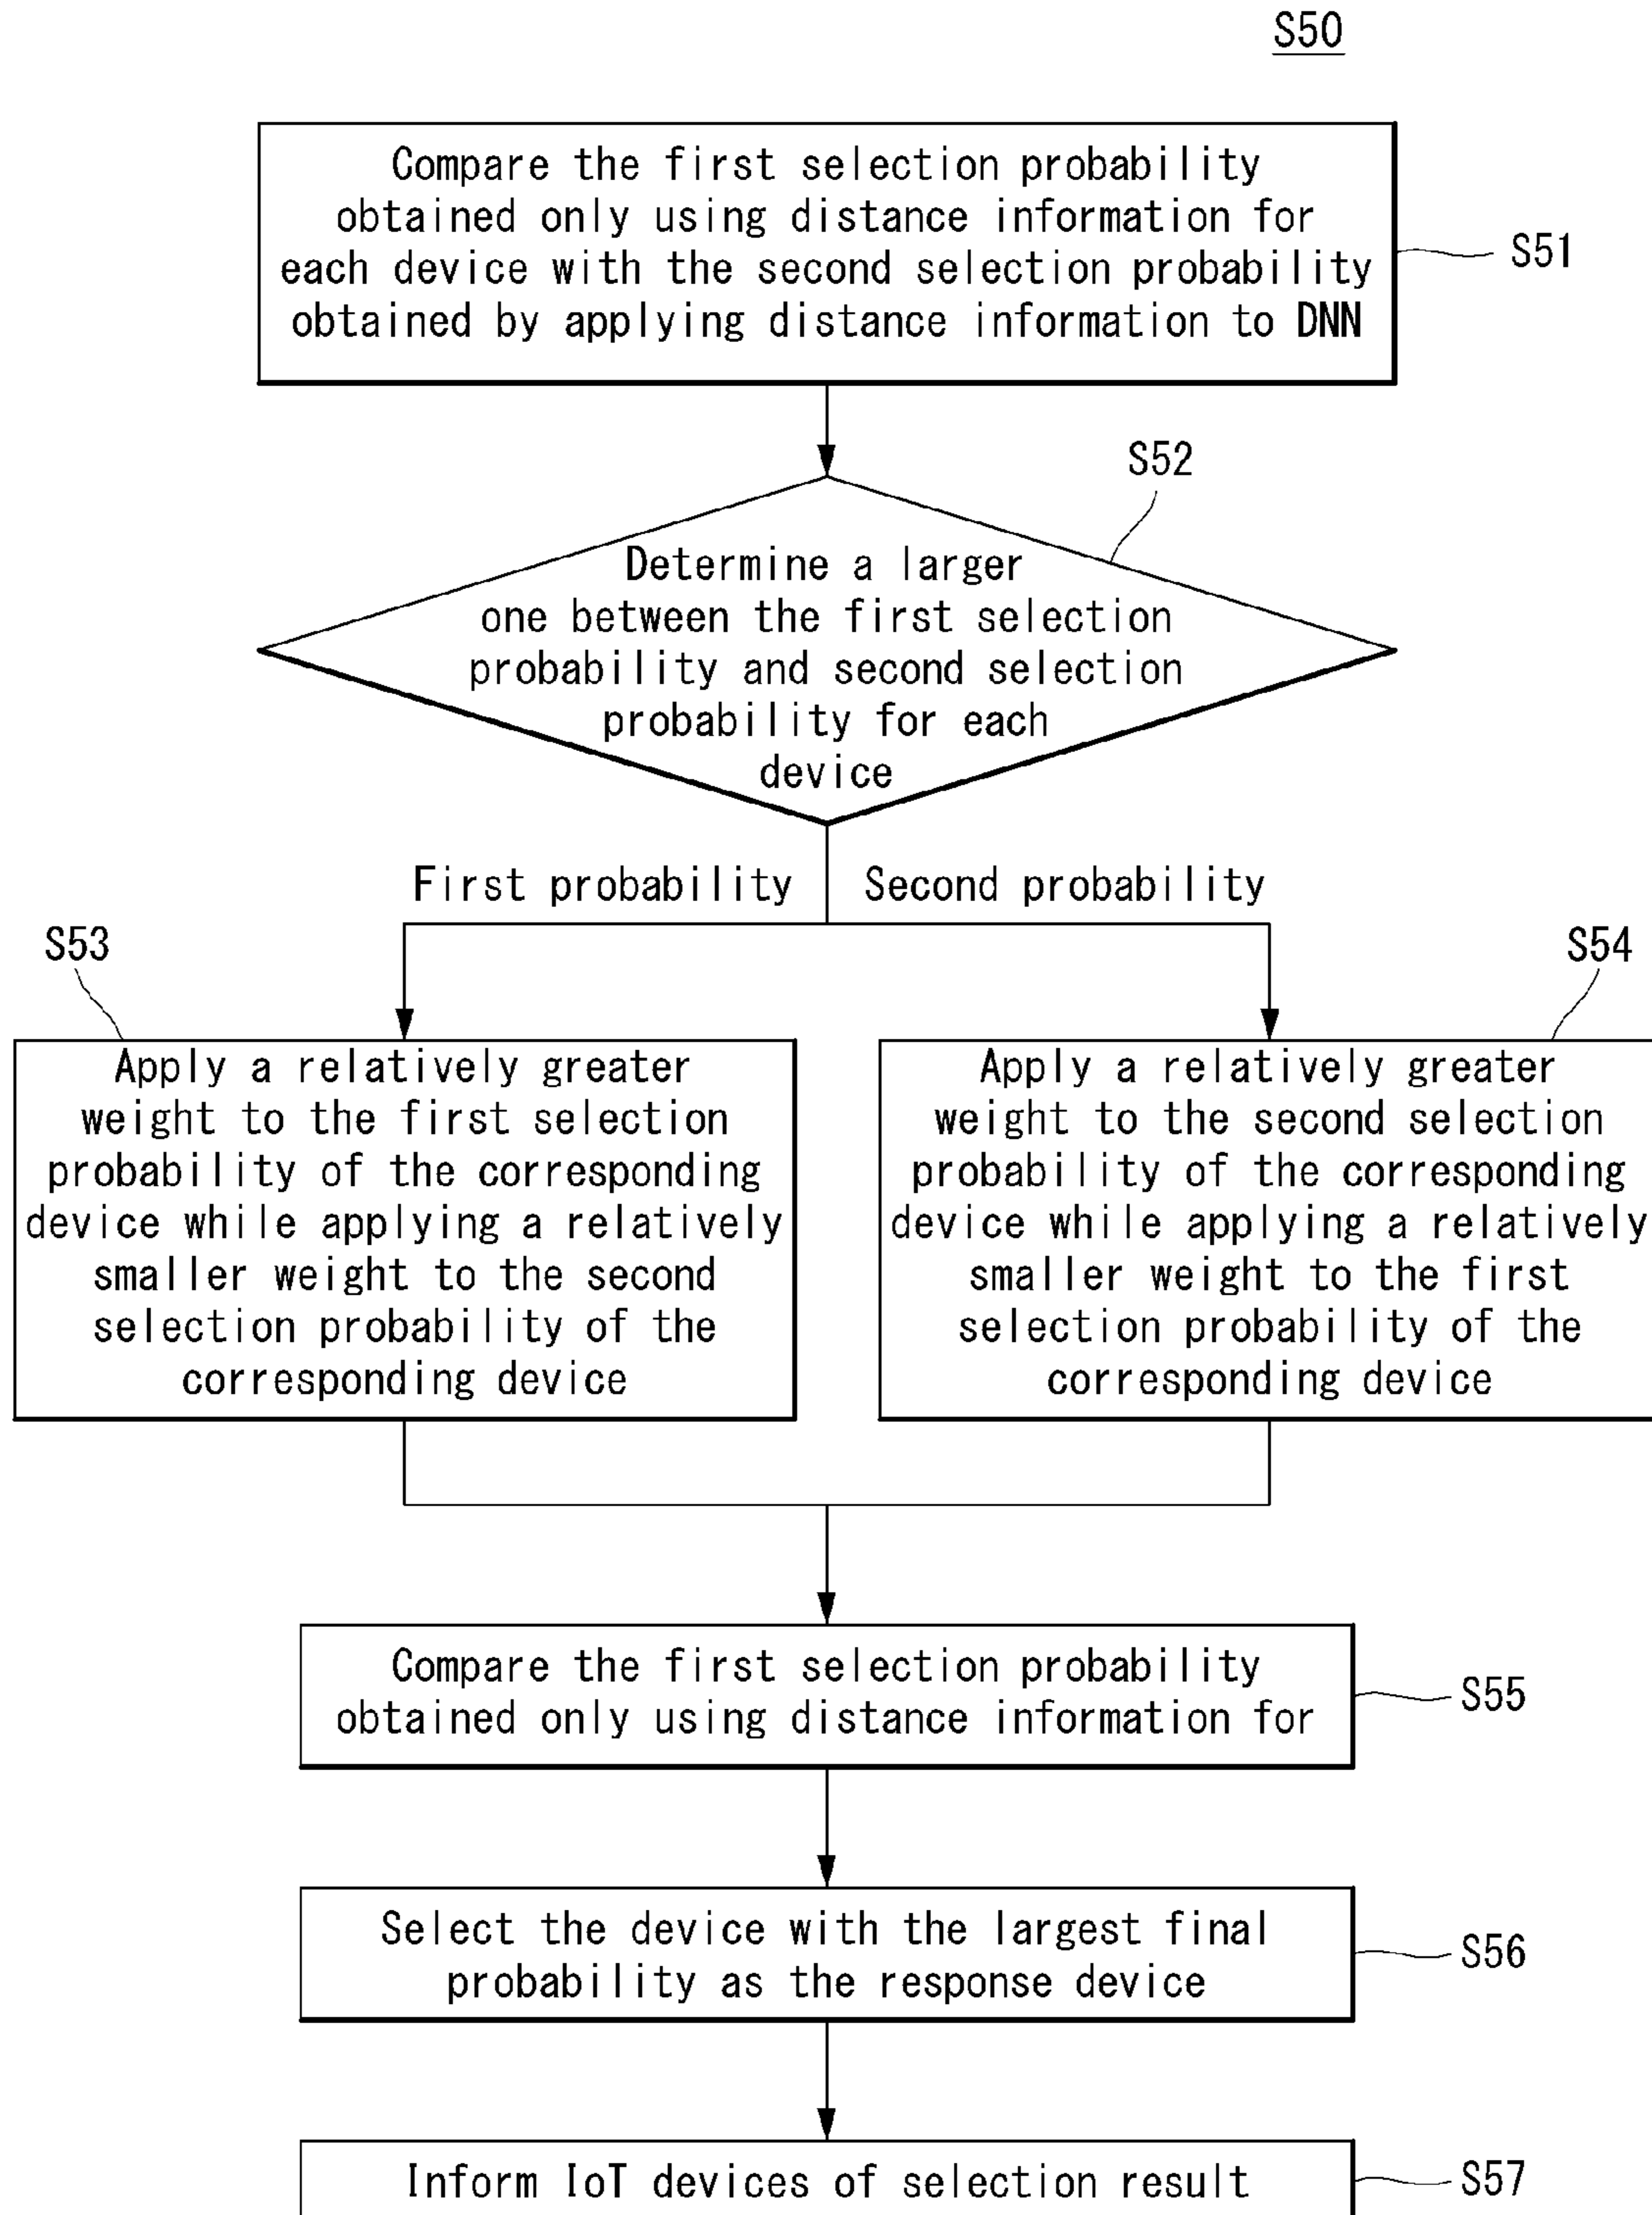 S50
Compare the first selection probability
obtained only using distance information for
each device with the second selection probability
obtained by applying distance information to DNN
S51
S52
Determine a larger
one between the first selection
probability and second selection
probability for each
device
First probability
Second probability
S53
Apply a relatively greater
weight to the first selection
probability of the corresponding
device while applying a relatively
smaller weight to the second
selection probability of the
corresponding device
S54
Apply a relatively greater
weight to the second selection
probability of the corresponding
device while applying a relatively
smaller weight to the first
selection probability of the
corresponding device
Compare the first selection probability
obtained only using distance information for
S55
Select the device with the largest final
probability as the response device
S56
Inform IoT devices of selection result
S57